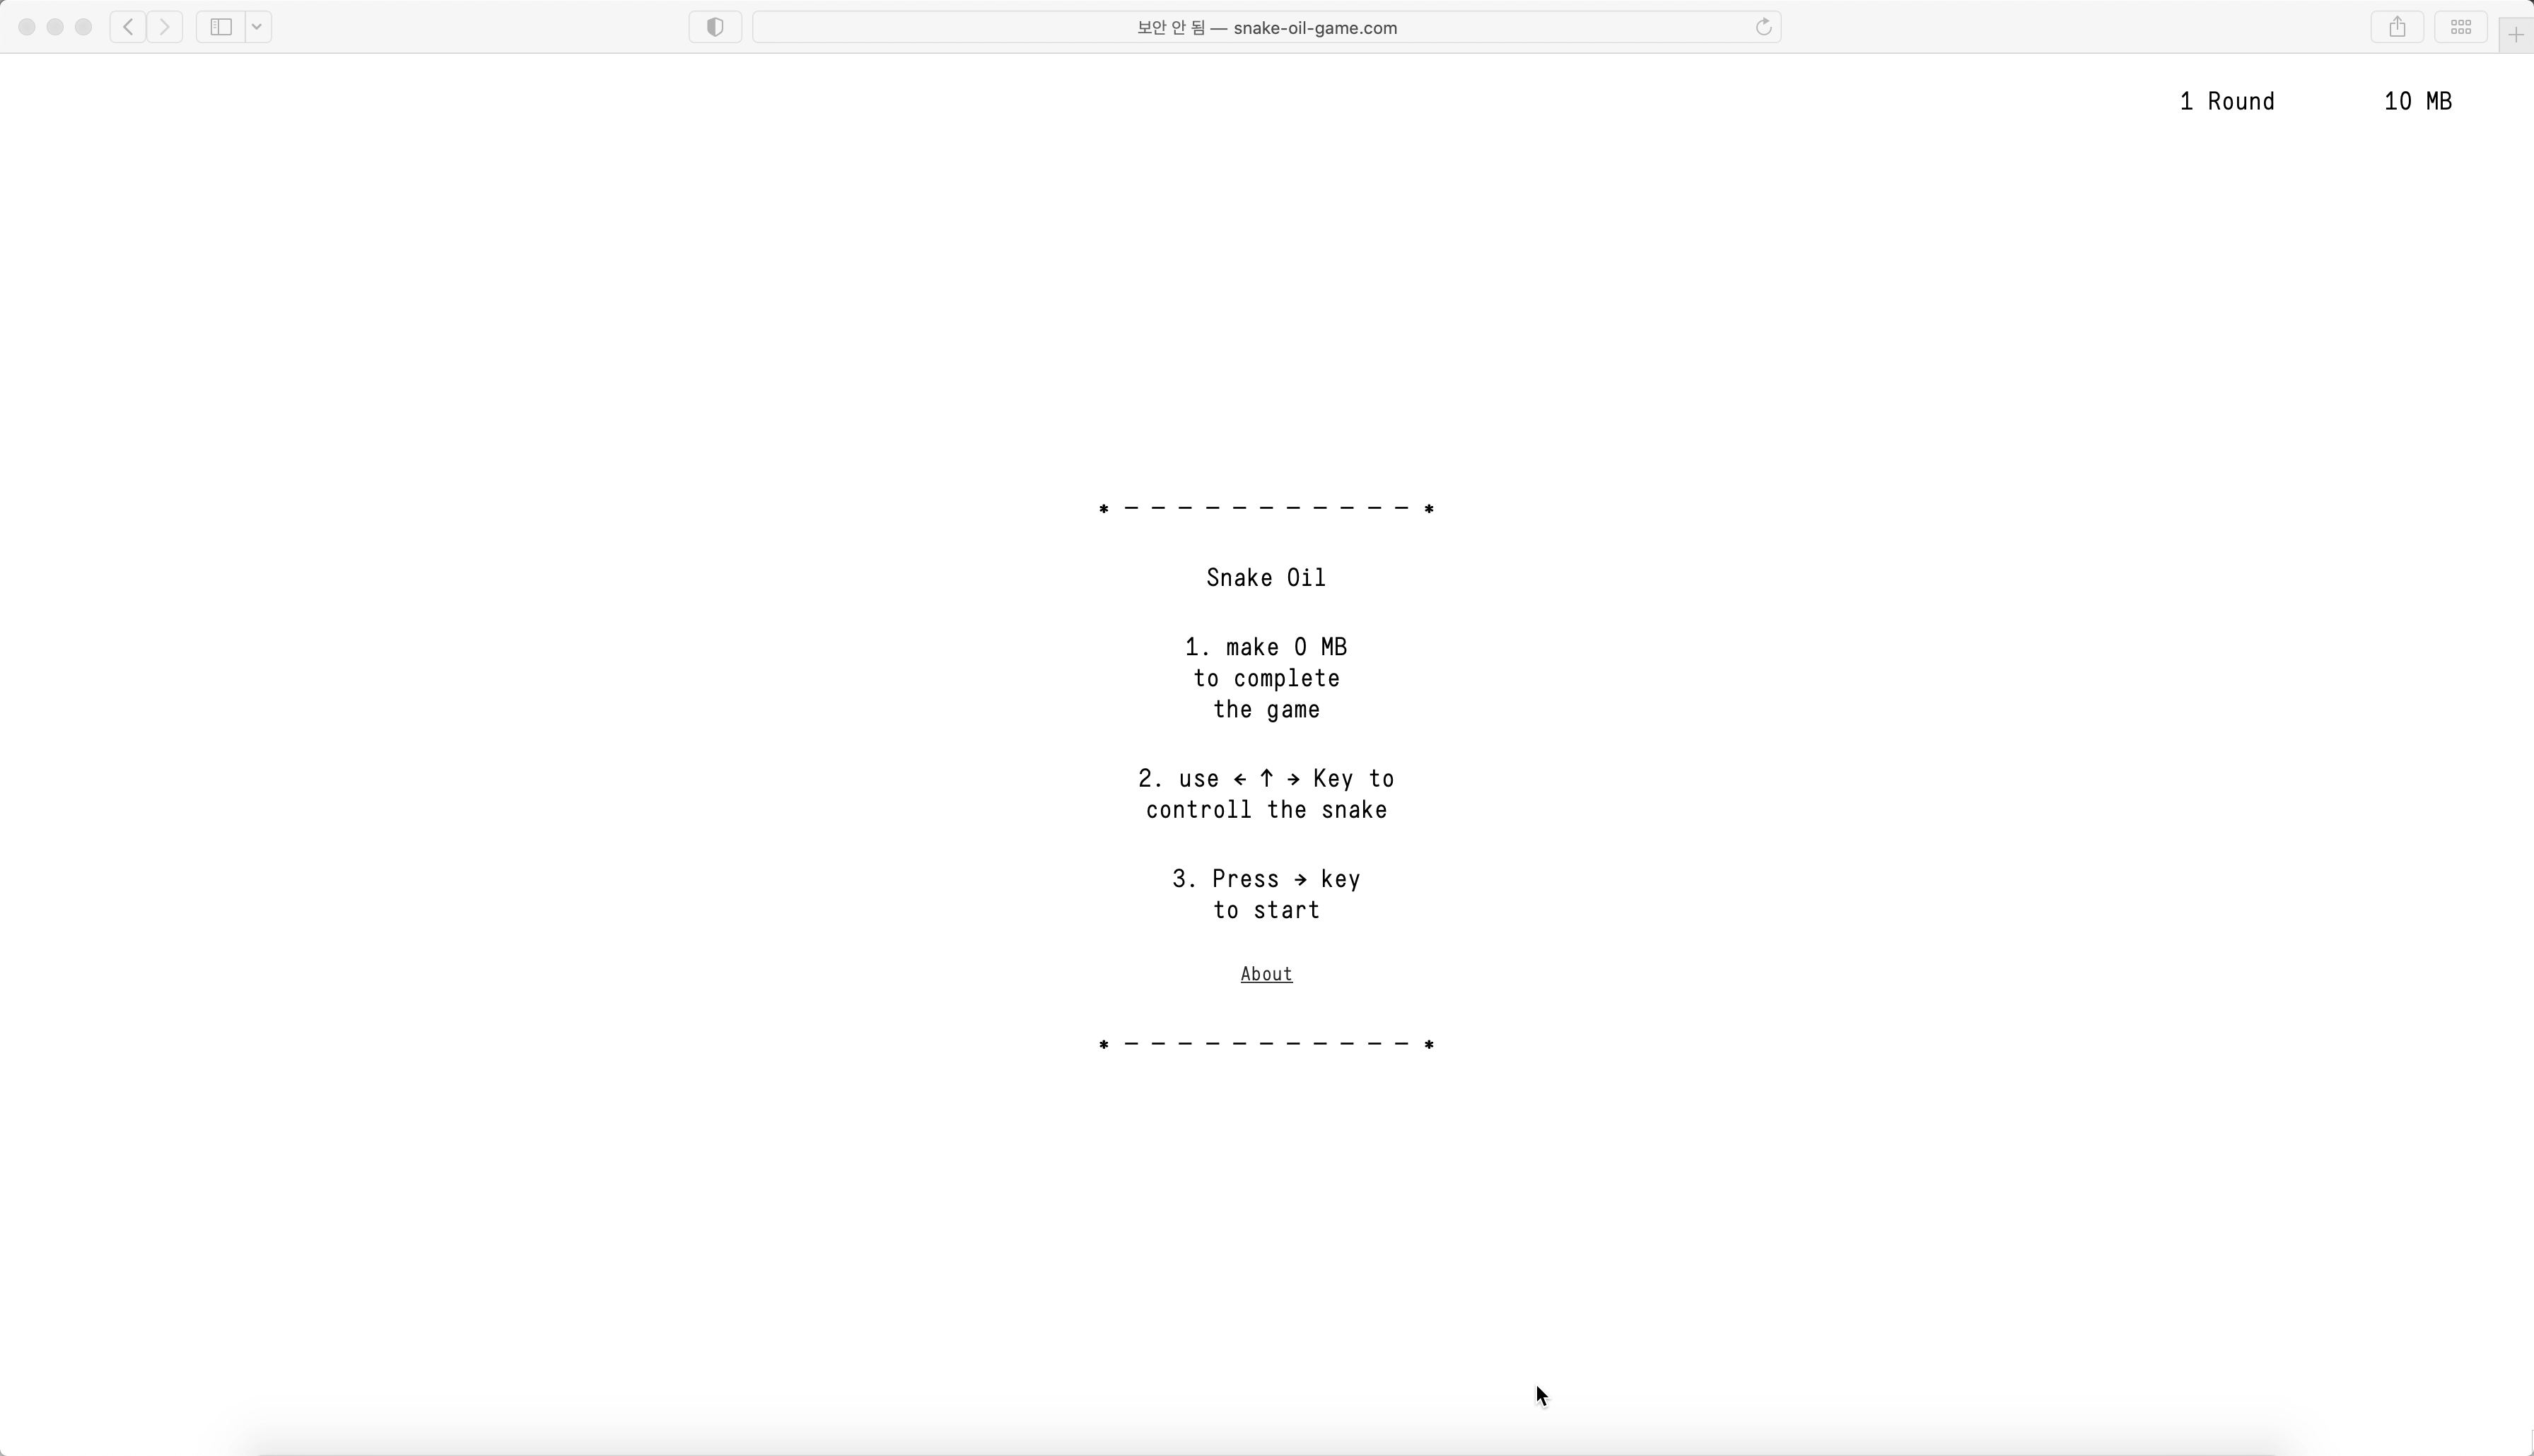 보안 안 됨 — snake-oil-game.com
1 Round 10 MB
* – – – – – – – – – – – *
Snake Oil
1. make 0 MB
to complete
the game
2. use ← ↑ → Key to
controll the snake
3. Press → key
to start
About
* – – – – – – – – – – – *